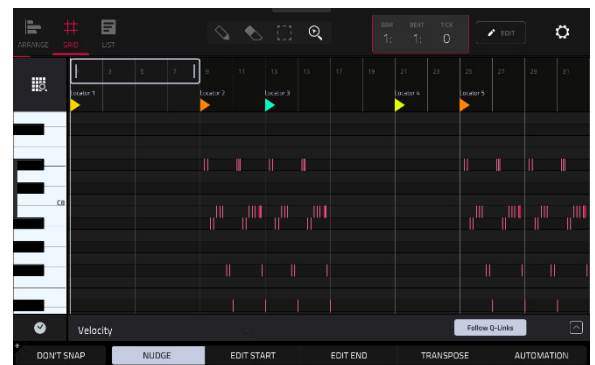 BAR BEAT TICK
1: 1: 0
EDIT
ARRANGE GRID LIST
1 3 5 7 9 11 13 15 17 19 21 23 25 27 29 31
Locator 1 Locator 2 Locator 3 Locator 4 Locator 5
C0
Velocity
Follow Q-Links
DON'T SNAP NUDGE EDIT START EDIT END TRANSPOSE AUTOMATION